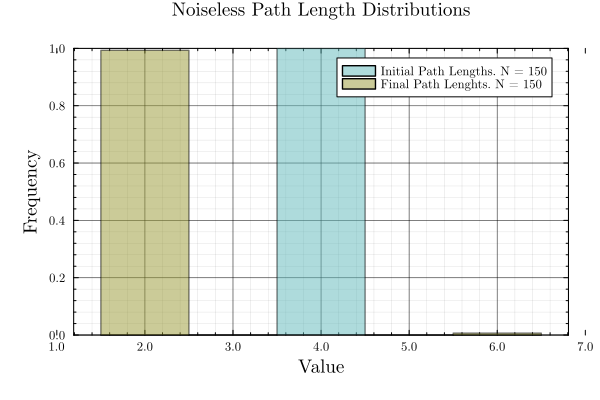 Noiseless Path Length Distributions
Initial Path Lengths. N = 150
Final Path Lenghts. N = 150
Frequency
1.0
0.8
0.6
0.4
0.2
0.0
1.0 2.0 3.0 4.0 5.0 6.0 7.0
Value